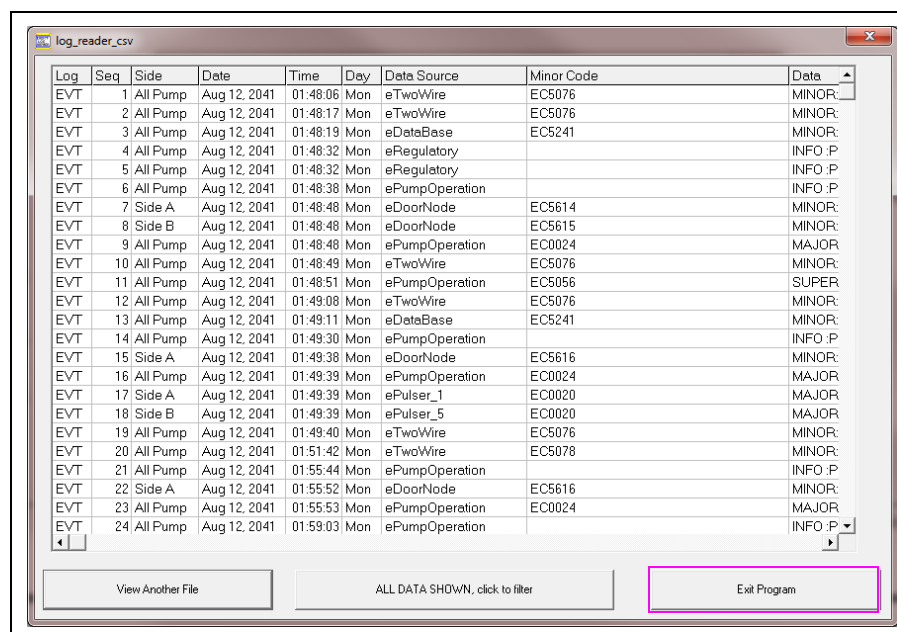 log_reader_csv
Log Seq Side Date Time Day Data Source Minor Code Data
EVT 1 All Pump Aug 12, 2041 01:48:06 Mon eTwoWire EC5076 MINOR:
EVT 2 All Pump Aug 12, 2041 01:48:17 Mon eTwoWire EC5076 MINOR:
EVT 3 All Pump Aug 12, 2041 01:48:19 Mon eDataBase EC5241 MINOR:
EVT 4 All Pump Aug 12, 2041 01:48:32 Mon eRegulatory INFO :P
EVT 5 All Pump Aug 12, 2041 01:48:32 Mon eRegulatory INFO :P
EVT 6 All Pump Aug 12, 2041 01:48:38 Mon ePumpOperation INFO :P
EVT 7 Side A Aug 12, 2041 01:48:48 Mon eDoorNode EC5614 MINOR:
EVT 8 Side B Aug 12, 2041 01:48:48 Mon eDoorNode EC5615 MINOR:
EVT 9 All Pump Aug 12, 2041 01:48:48 Mon ePumpOperation EC0024 MAJOR
EVT 10 All Pump Aug 12, 2041 01:48:49 Mon eTwoWire EC5076 MINOR:
EVT 11 All Pump Aug 12, 2041 01:48:51 Mon ePumpOperation EC5056 SUPER
EVT 12 All Pump Aug 12, 2041 01:49:08 Mon eTwoWire EC5076 MINOR:
EVT 13 All Pump Aug 12, 2041 01:49:11 Mon eDataBase EC5241 MINOR:
EVT 14 All Pump Aug 12, 2041 01:49:30 Mon ePumpOperation INFO :P
EVT 15 Side A Aug 12, 2041 01:49:38 Mon eDoorNode EC5616 MINOR:
EVT 16 All Pump Aug 12, 2041 01:49:39 Mon ePumpOperation EC0024 MAJOR
EVT 17 Side A Aug 12, 2041 01:49:39 Mon ePulser_1 EC0020 MAJOR
EVT 18 Side B Aug 12, 2041 01:49:39 Mon ePulser_5 EC0020 MAJOR
EVT 19 All Pump Aug 12, 2041 01:49:40 Mon eTwoWire EC5076 MINOR:
EVT 20 All Pump Aug 12, 2041 01:51:42 Mon eTwoWire EC5078 MINOR:
EVT 21 All Pump Aug 12, 2041 01:55:44 Mon ePumpOperation INFO :P
EVT 22 Side A Aug 12, 2041 01:55:52 Mon eDoorNode EC5616 MINOR:
EVT 23 All Pump Aug 12, 2041 01:55:53 Mon ePumpOperation EC0024 MAJOR
EVT 24 All Pump Aug 12, 2041 01:59:03 Mon ePumpOperation INFO :P
View Another File ALL DATA SHOWN, click to filter Exit Program